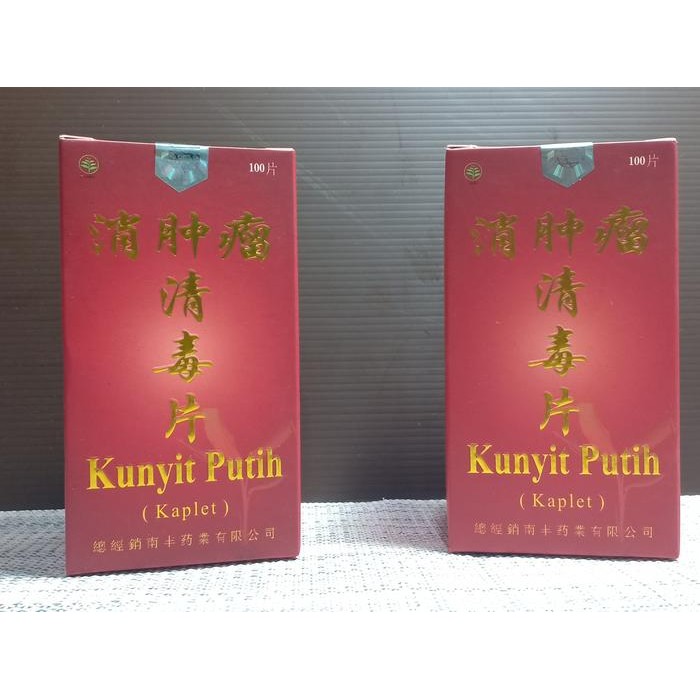 100片
消肿瘤
清
毒
片
Kunyit Putih
( Kaplet )
總經銷南丰药業有限公司
100片
消肿瘤
清
毒
片
Kunyit Putih
( Kaplet )
總經銷南丰药業有限公司